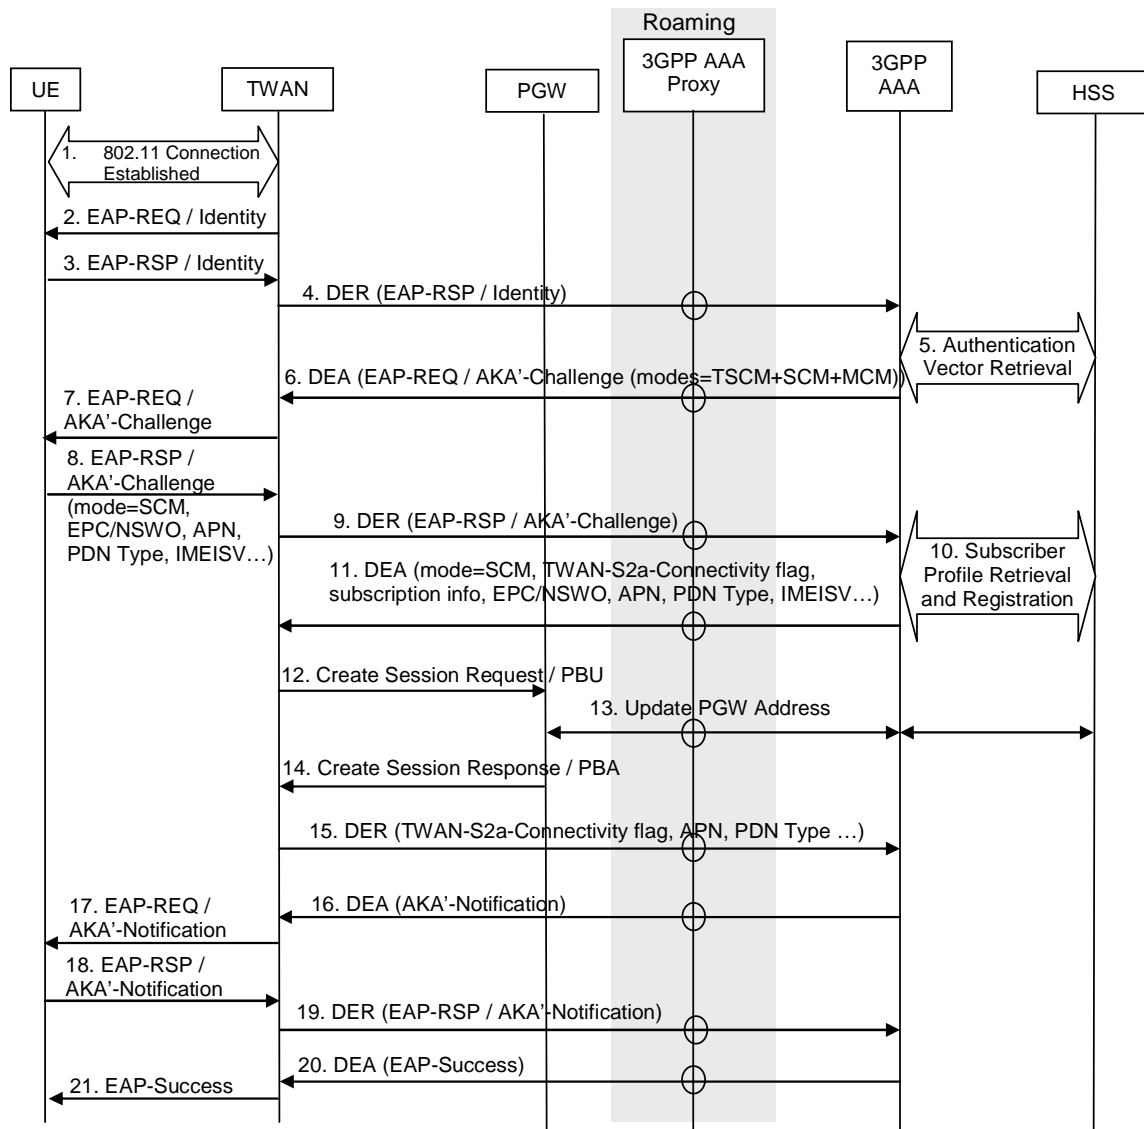 Roaming
UE
TWAN
PGW
3GPP AAA
Proxy
3GPP
AAA
HSS
1. 802.11 Connection
Established
2. EAP-REQ / Identity
3. EAP-RSP / Identity
4. DER (EAP-RSP / Identity)
5. Authentication
Vector Retrieval
6. DEA (EAP-REQ / AKA'-Challenge (modes=TSCM+SCM+MCM))
7. EAP-REQ /
AKA'-Challenge
8. EAP-RSP /
AKA'-Challenge
(mode=SCM,
EPC/NSWO, APN,
PDN Type, IMEISV…)
9. DER (EAP-RSP / AKA'-Challenge)
10. Subscriber
Profile Retrieval
and Registration
11. DEA (mode=SCM, TWAN-S2a-Connectivity flag,
subscription info, EPC/NSWO, APN, PDN Type, IMEISV…)
12. Create Session Request / PBU
13. Update PGW Address
14. Create Session Response / PBA
15. DER (TWAN-S2a-Connectivity flag, APN, PDN Type …)
16. DEA (AKA'-Notification)
17. EAP-REQ /
AKA'-Notification
18. EAP-RSP /
AKA'-Notification
19. DER (EAP-RSP / AKA'-Notification)
20. DEA (EAP-Success)
21. EAP-Success